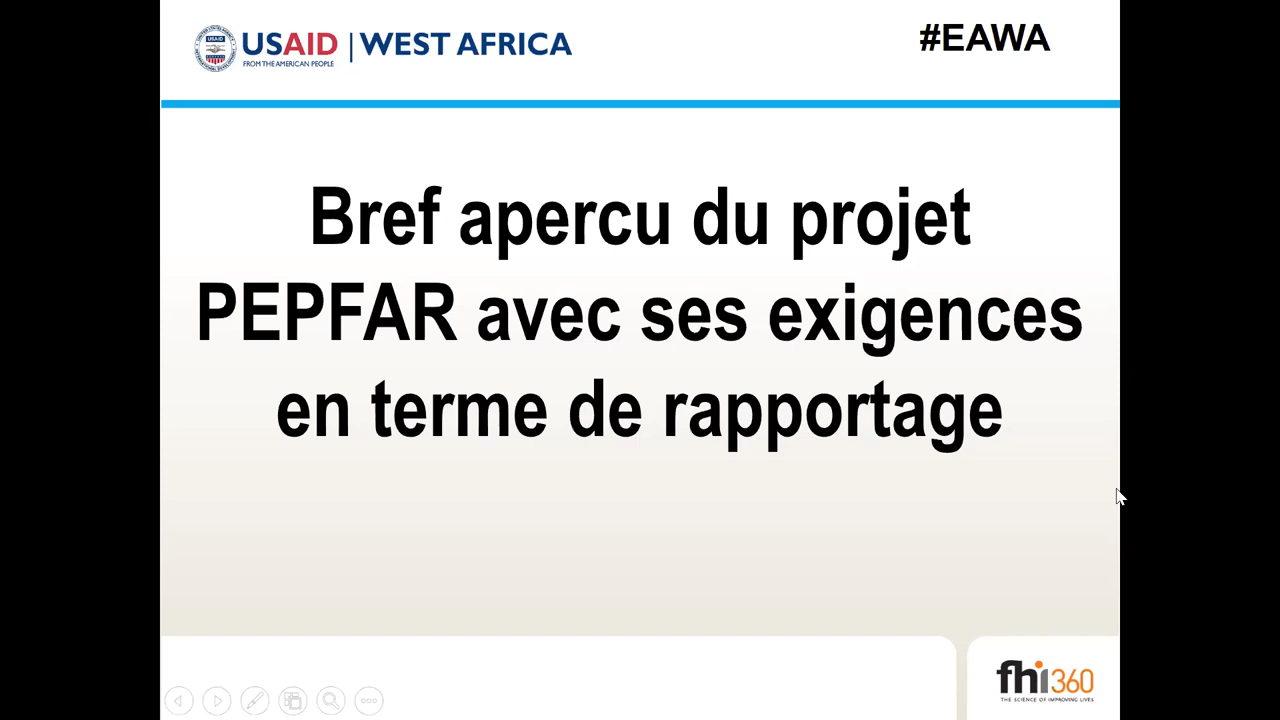 USAID | WEST AFRICA
FROM THE AMERICAN PEOPLE
#EAWA
Bref apercu du projet
PEPFAR avec ses exigences
en terme de rapportage
fhi360
THE SCIENCE OF IMPROVING LIVES